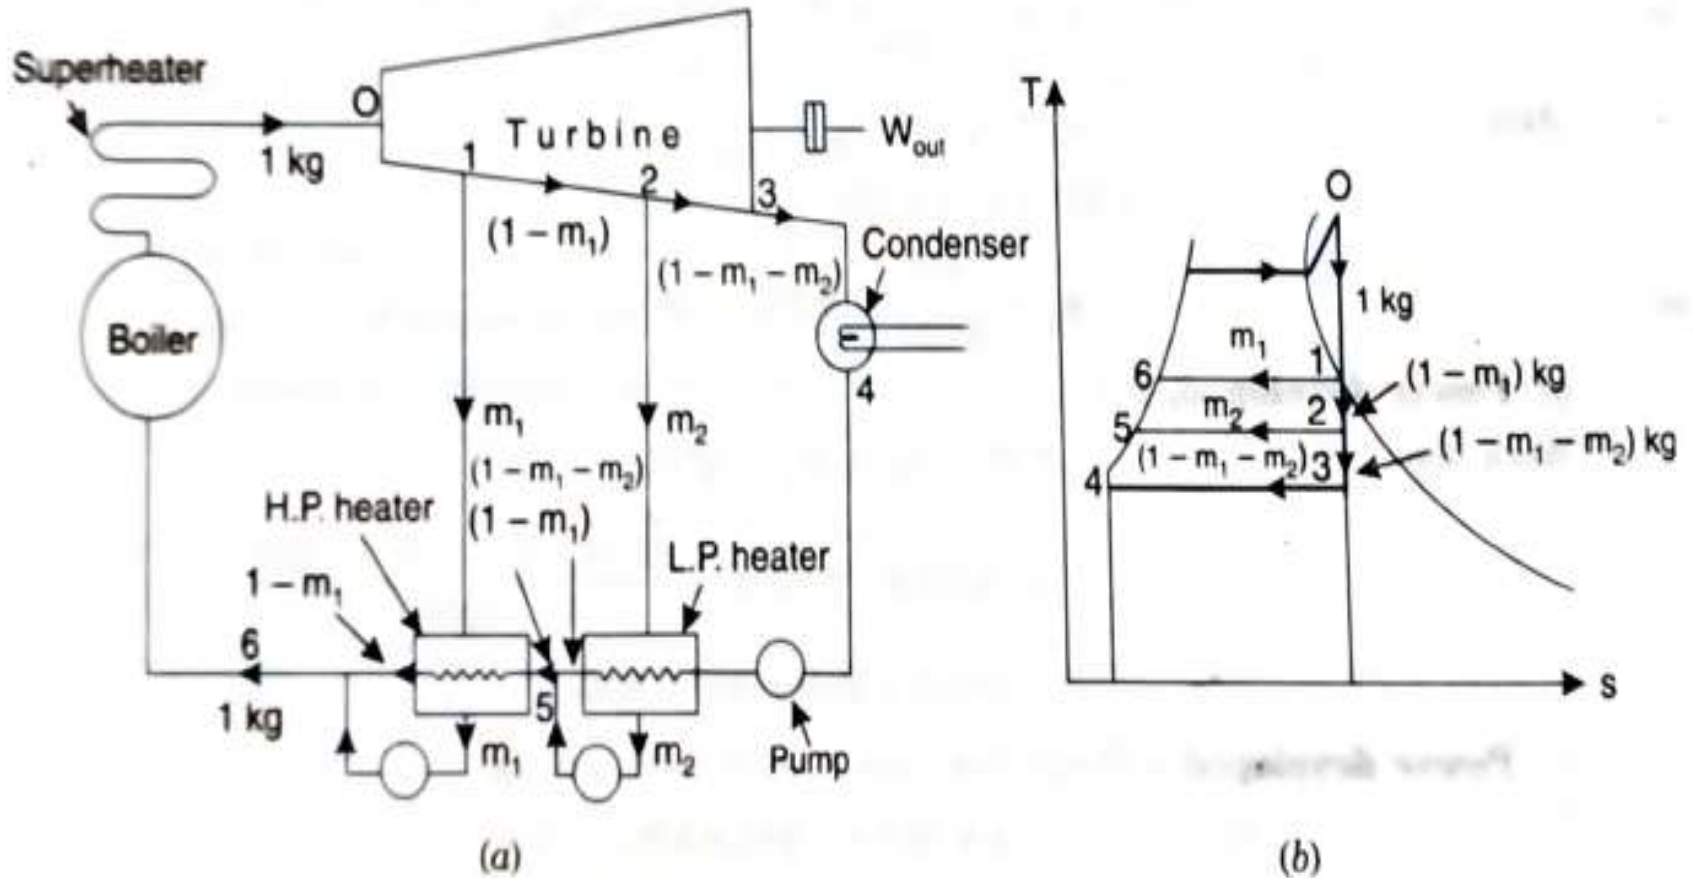 Superheater
O
Turbine
W_out
1 kg
1
2
3
(1 – m₁)
Condenser
(1 – m₁ – m₂)
Boiler
4
m₁
m₂
(1 – m₁ – m₂)
H.P. heater
(1 – m₁)
L.P. heater
1 – m₁
6
1 kg
5
m₁
m₂
Pump
(a)
T
O
1 kg
m₁
1
6
(1 – m₁) kg
m₂
2
5
(1 – m₁ – m₂) kg
(1 – m₁ – m₂)
3
4
s
(b)